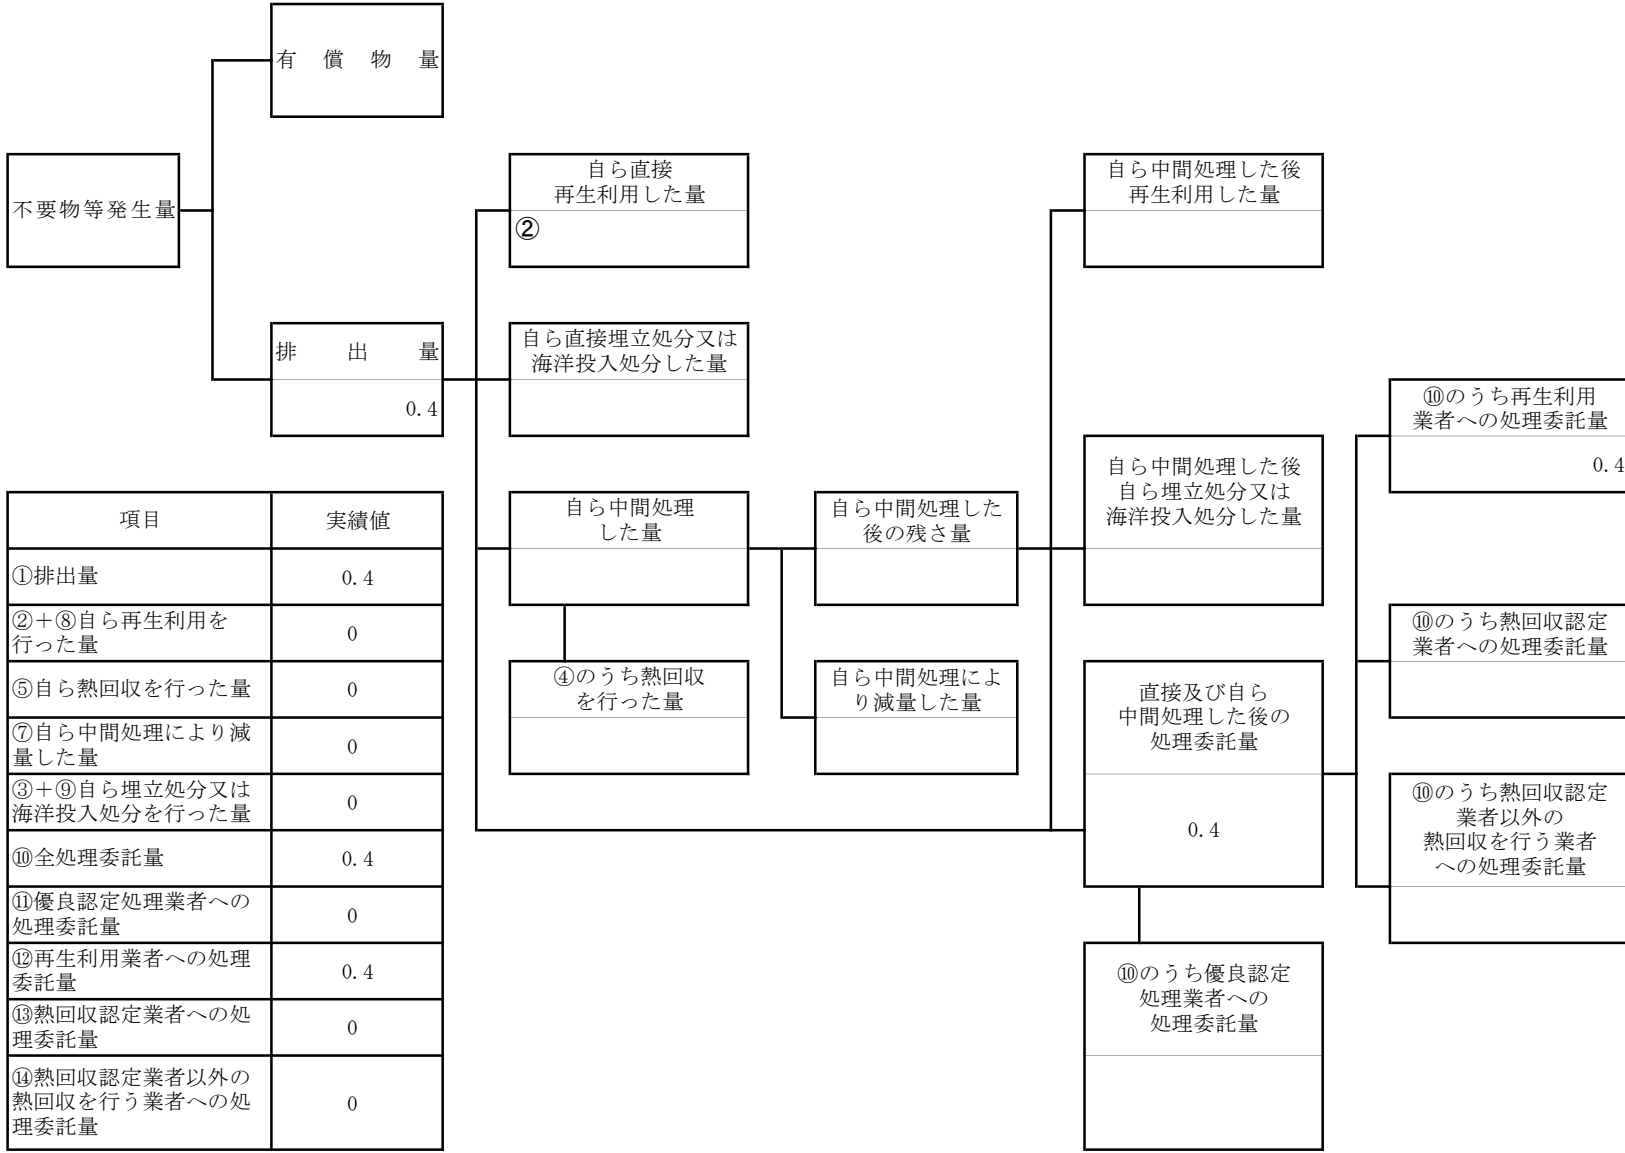 有償物量
不要物等発生量
自ら直接
再生利用した量
②
自ら中間処理した後
再生利用した量
排出量
0.4
自ら直接埋立処分又は
海洋投入処分した量
⑩のうち再生利用
業者への処理委託量
0.4
自ら中間処理した後
自ら埋立処分又は
海洋投入処分した量
自ら中間処理
した量
自ら中間処理した
後の残さ量
⑩のうち熱回収認定
業者への処理委託量
④のうち熱回収
を行った量
自ら中間処理によ
り減量した量
直接及び自ら
中間処理した後の
処理委託量
0.4
⑩のうち熱回収認定
業者以外の
熱回収を行う業者
への処理委託量
⑩のうち優良認定
処理業者への
処理委託量
項目 実績値
①排出量 0.4
②＋⑧自ら再生利用を
行った量 0
⑤自ら熱回収を行った量 0
⑦自ら中間処理により減
量した量 0
③＋⑨自ら埋立処分又は
海洋投入処分を行った量 0
⑩全処理委託量 0.4
⑪優良認定処理業者への
処理委託量 0
⑫再生利用業者への処理
委託量 0.4
⑬熱回収認定業者への処
理委託量 0
⑭熱回収認定業者以外の
熱回収を行う業者への処
理委託量 0